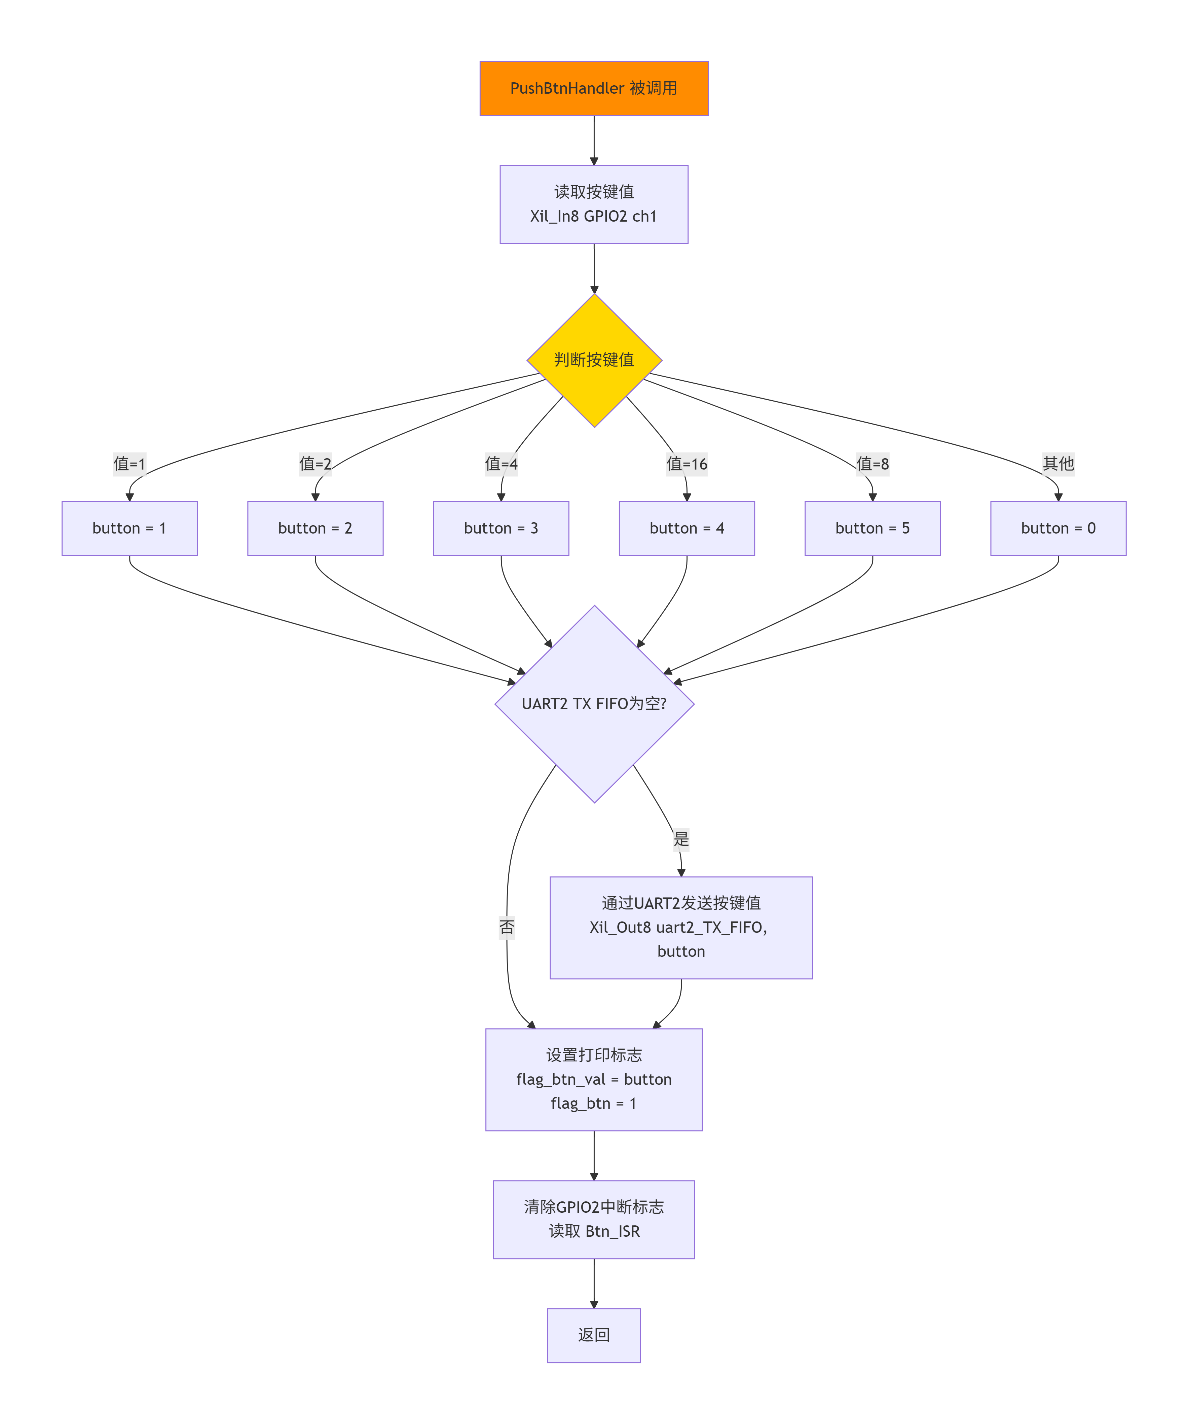 PushBtnHandler 被调用
读取按键值
Xil_In8 GPIO2 ch1
判断按键值
值=1
值=2
值=4
值=16
值=8
其他
button = 1
button = 2
button = 3
button = 4
button = 5
button = 0
UART2 TX FIFO为空?
是
否
通过UART2发送按键值
Xil_Out8 uart2_TX_FIFO,
button
设置打印标志
flag_btn_val = button
flag_btn = 1
清除GPIO2中断标志
读取 Btn_ISR
返回